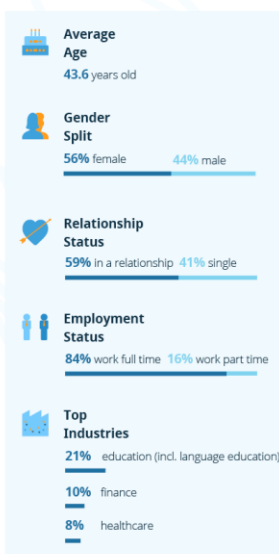 Average
Age
43.6 years old
Gender
Split
56% female 44% male
Relationship
Status
59% in a relationship 41% single
Employment
Status
84% work full time 16% work part time
Top
Industries
21% education (incl. language education)
10% finance
8% healthcare